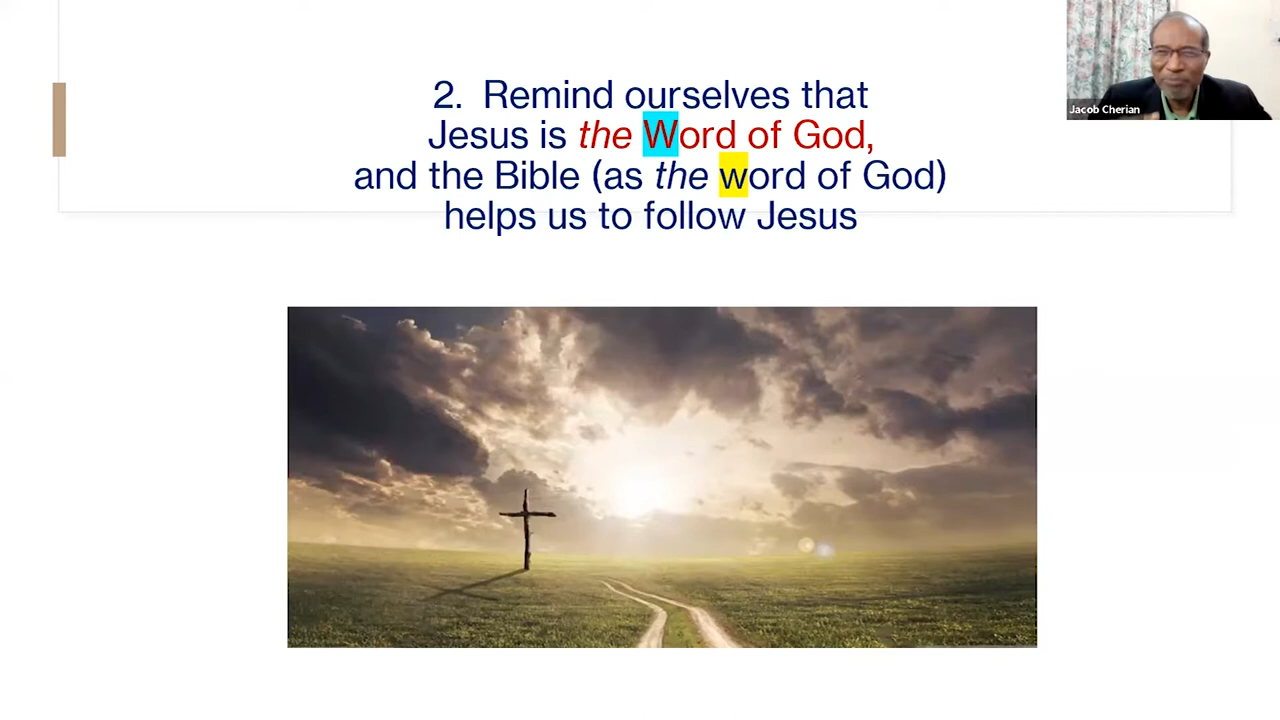 2. Remind ourselves that
Jesus is the Word of God,
and the Bible (as the word of God)
helps us to follow Jesus
Jacob Cherian